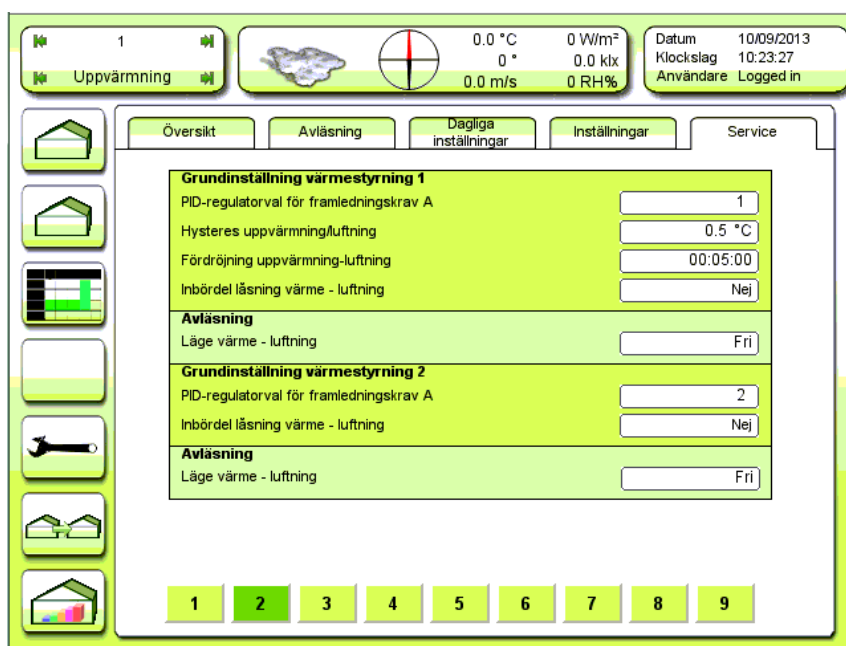 1
Uppvärmning
0.0 °C 0 W/m²
0 ° 0.0 klx
0.0 m/s 0 RH%
Datum 10/09/2013
Klockslag 10:23:27
Användare Logged in
Översikt
Avläsning
Dagliga
inställningar
Inställningar
Service
Grundinställning värmestyrning 1
PID-regulatorval för framledningskrav A 1
Hysteres uppvärmning/luftning 0.5 °C
Fördröjning uppvärmning-luftning 00:05:00
Inbördel låsning värme - luftning Nej
Avläsning
Läge värme - luftning Fri
Grundinställning värmestyrning 2
PID-regulatorval för framledningskrav A 2
Inbördel låsning värme - luftning Nej
Avläsning
Läge värme - luftning Fri
1 2 3 4 5 6 7 8 9